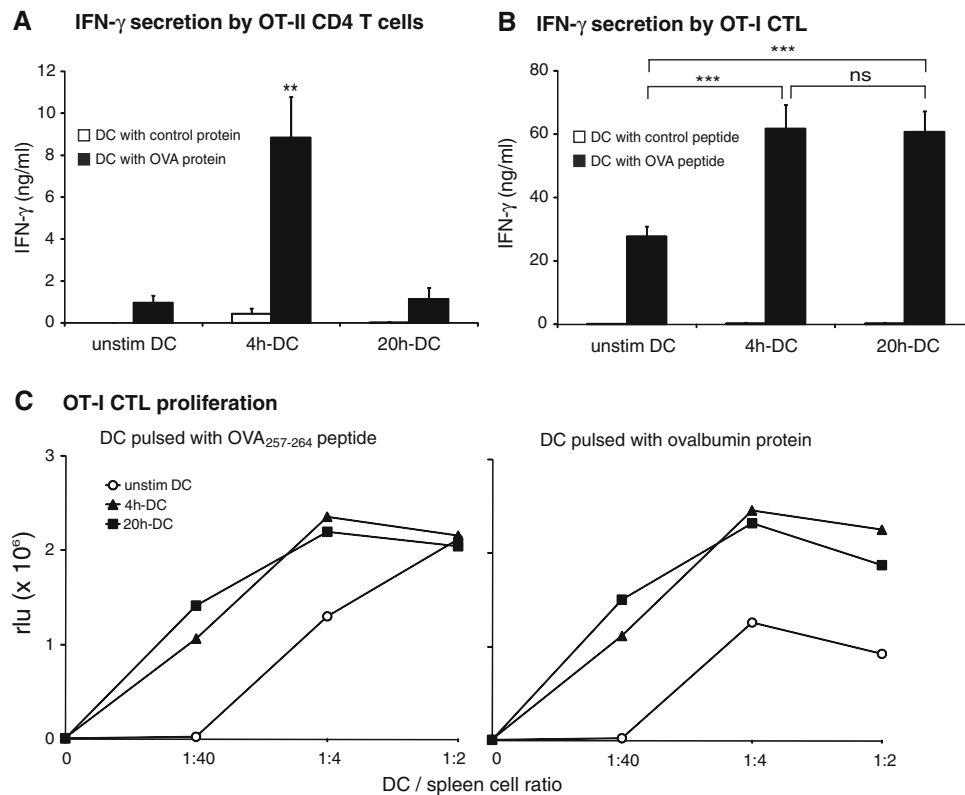 A IFN-γ secretion by OT-II CD4 T cells
12
10
8
6
4
2
0
IFN-γ (ng/ml)
**
DC with control protein
DC with OVA protein
unstim DC 4h-DC 20h-DC
B IFN-γ secretion by OT-I CTL
80
60
40
20
0
IFN-γ (ng/ml)
***
***
ns
DC with control peptide
DC with OVA peptide
unstim DC 4h-DC 20h-DC
C OT-I CTL proliferation
DC pulsed with OVA257-264 peptide
3
2
1
0
rlu (x 10⁶)
unstim DC
4h-DC
20h-DC
0 1:40 1:4 1:2
DC pulsed with ovalbumin protein
0 1:40 1:4 1:2
DC / spleen cell ratio